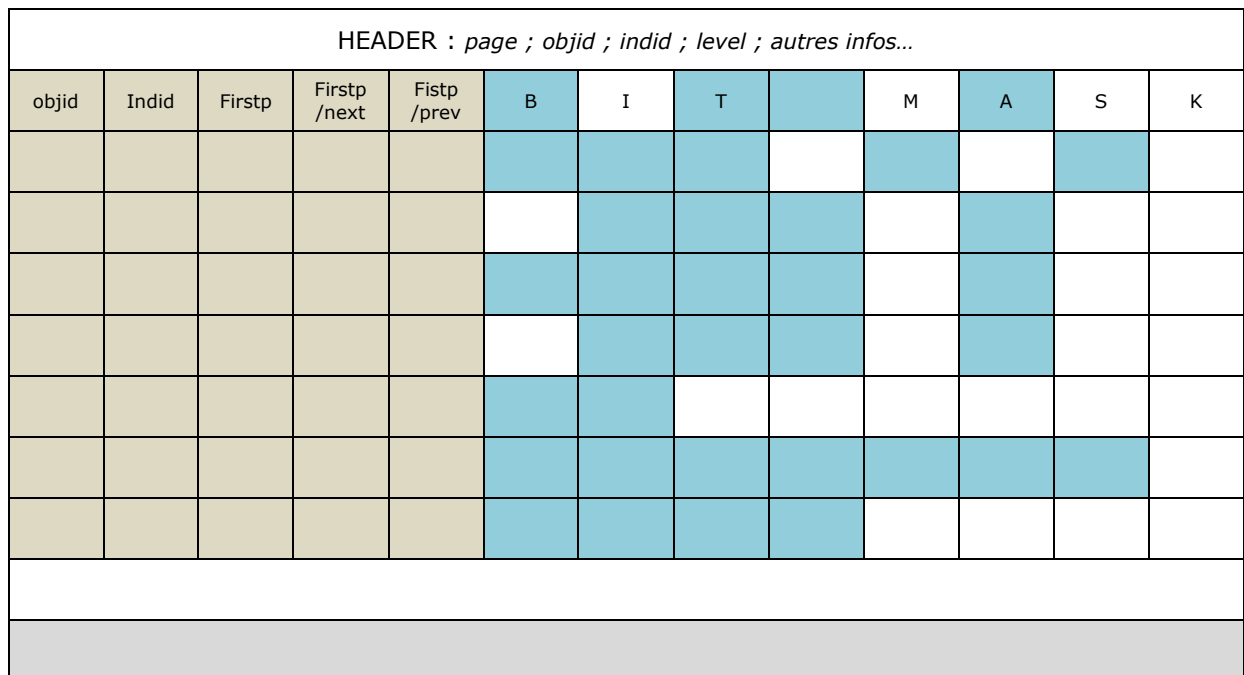 HEADER : page ; objid ; indid ; level ; autres infos…
objid Indid Firstp Firstp /next Fistp /prev B I T M A S K